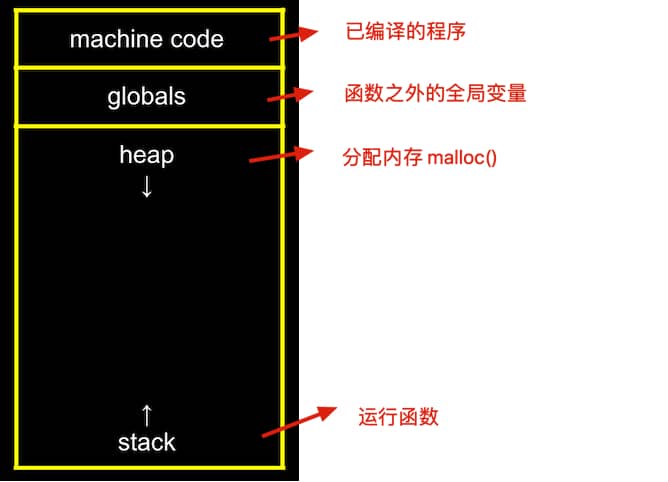 machine code
已编译的程序
globals
函数之外的全局变量
heap
分配内存 malloc()
↓
↑
stack
运行函数